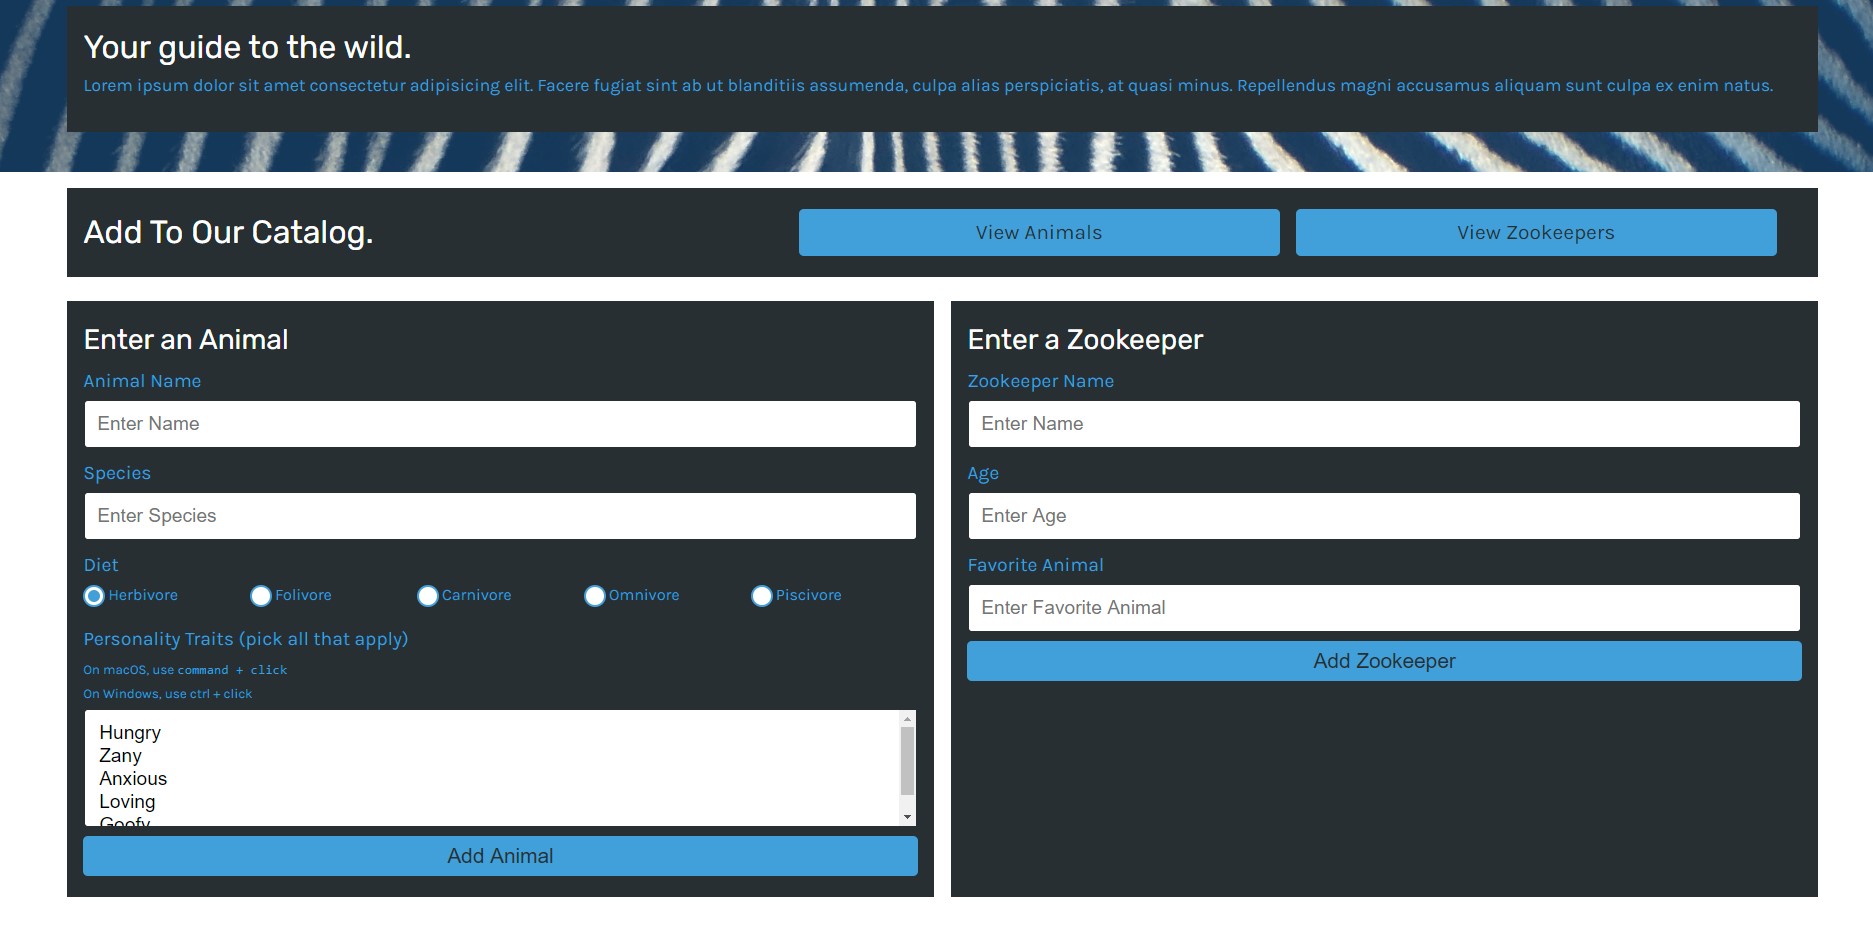 Your guide to the wild.
Lorem ipsum dolor sit amet consectetur adipisicing elit. Facere fugiat sint ab ut blanditiis assumenda, culpa alias perspiciatis, at quasi minus. Repellendus magni accusamus aliquam sunt culpa ex enim natus.
Add To Our Catalog.
View Animals
View Zookeepers
Enter an Animal
Animal Name
Enter Name
Species
Enter Species
Diet
Herbivore
Folivore
Carnivore
Omnivore
Piscivore
Personality Traits (pick all that apply)
On macOS, use command + click
On Windows, use ctrl + click
Hungry
Zany
Anxious
Loving
Goofy
Add Animal
Enter a Zookeeper
Zookeeper Name
Enter Name
Age
Enter Age
Favorite Animal
Enter Favorite Animal
Add Zookeeper